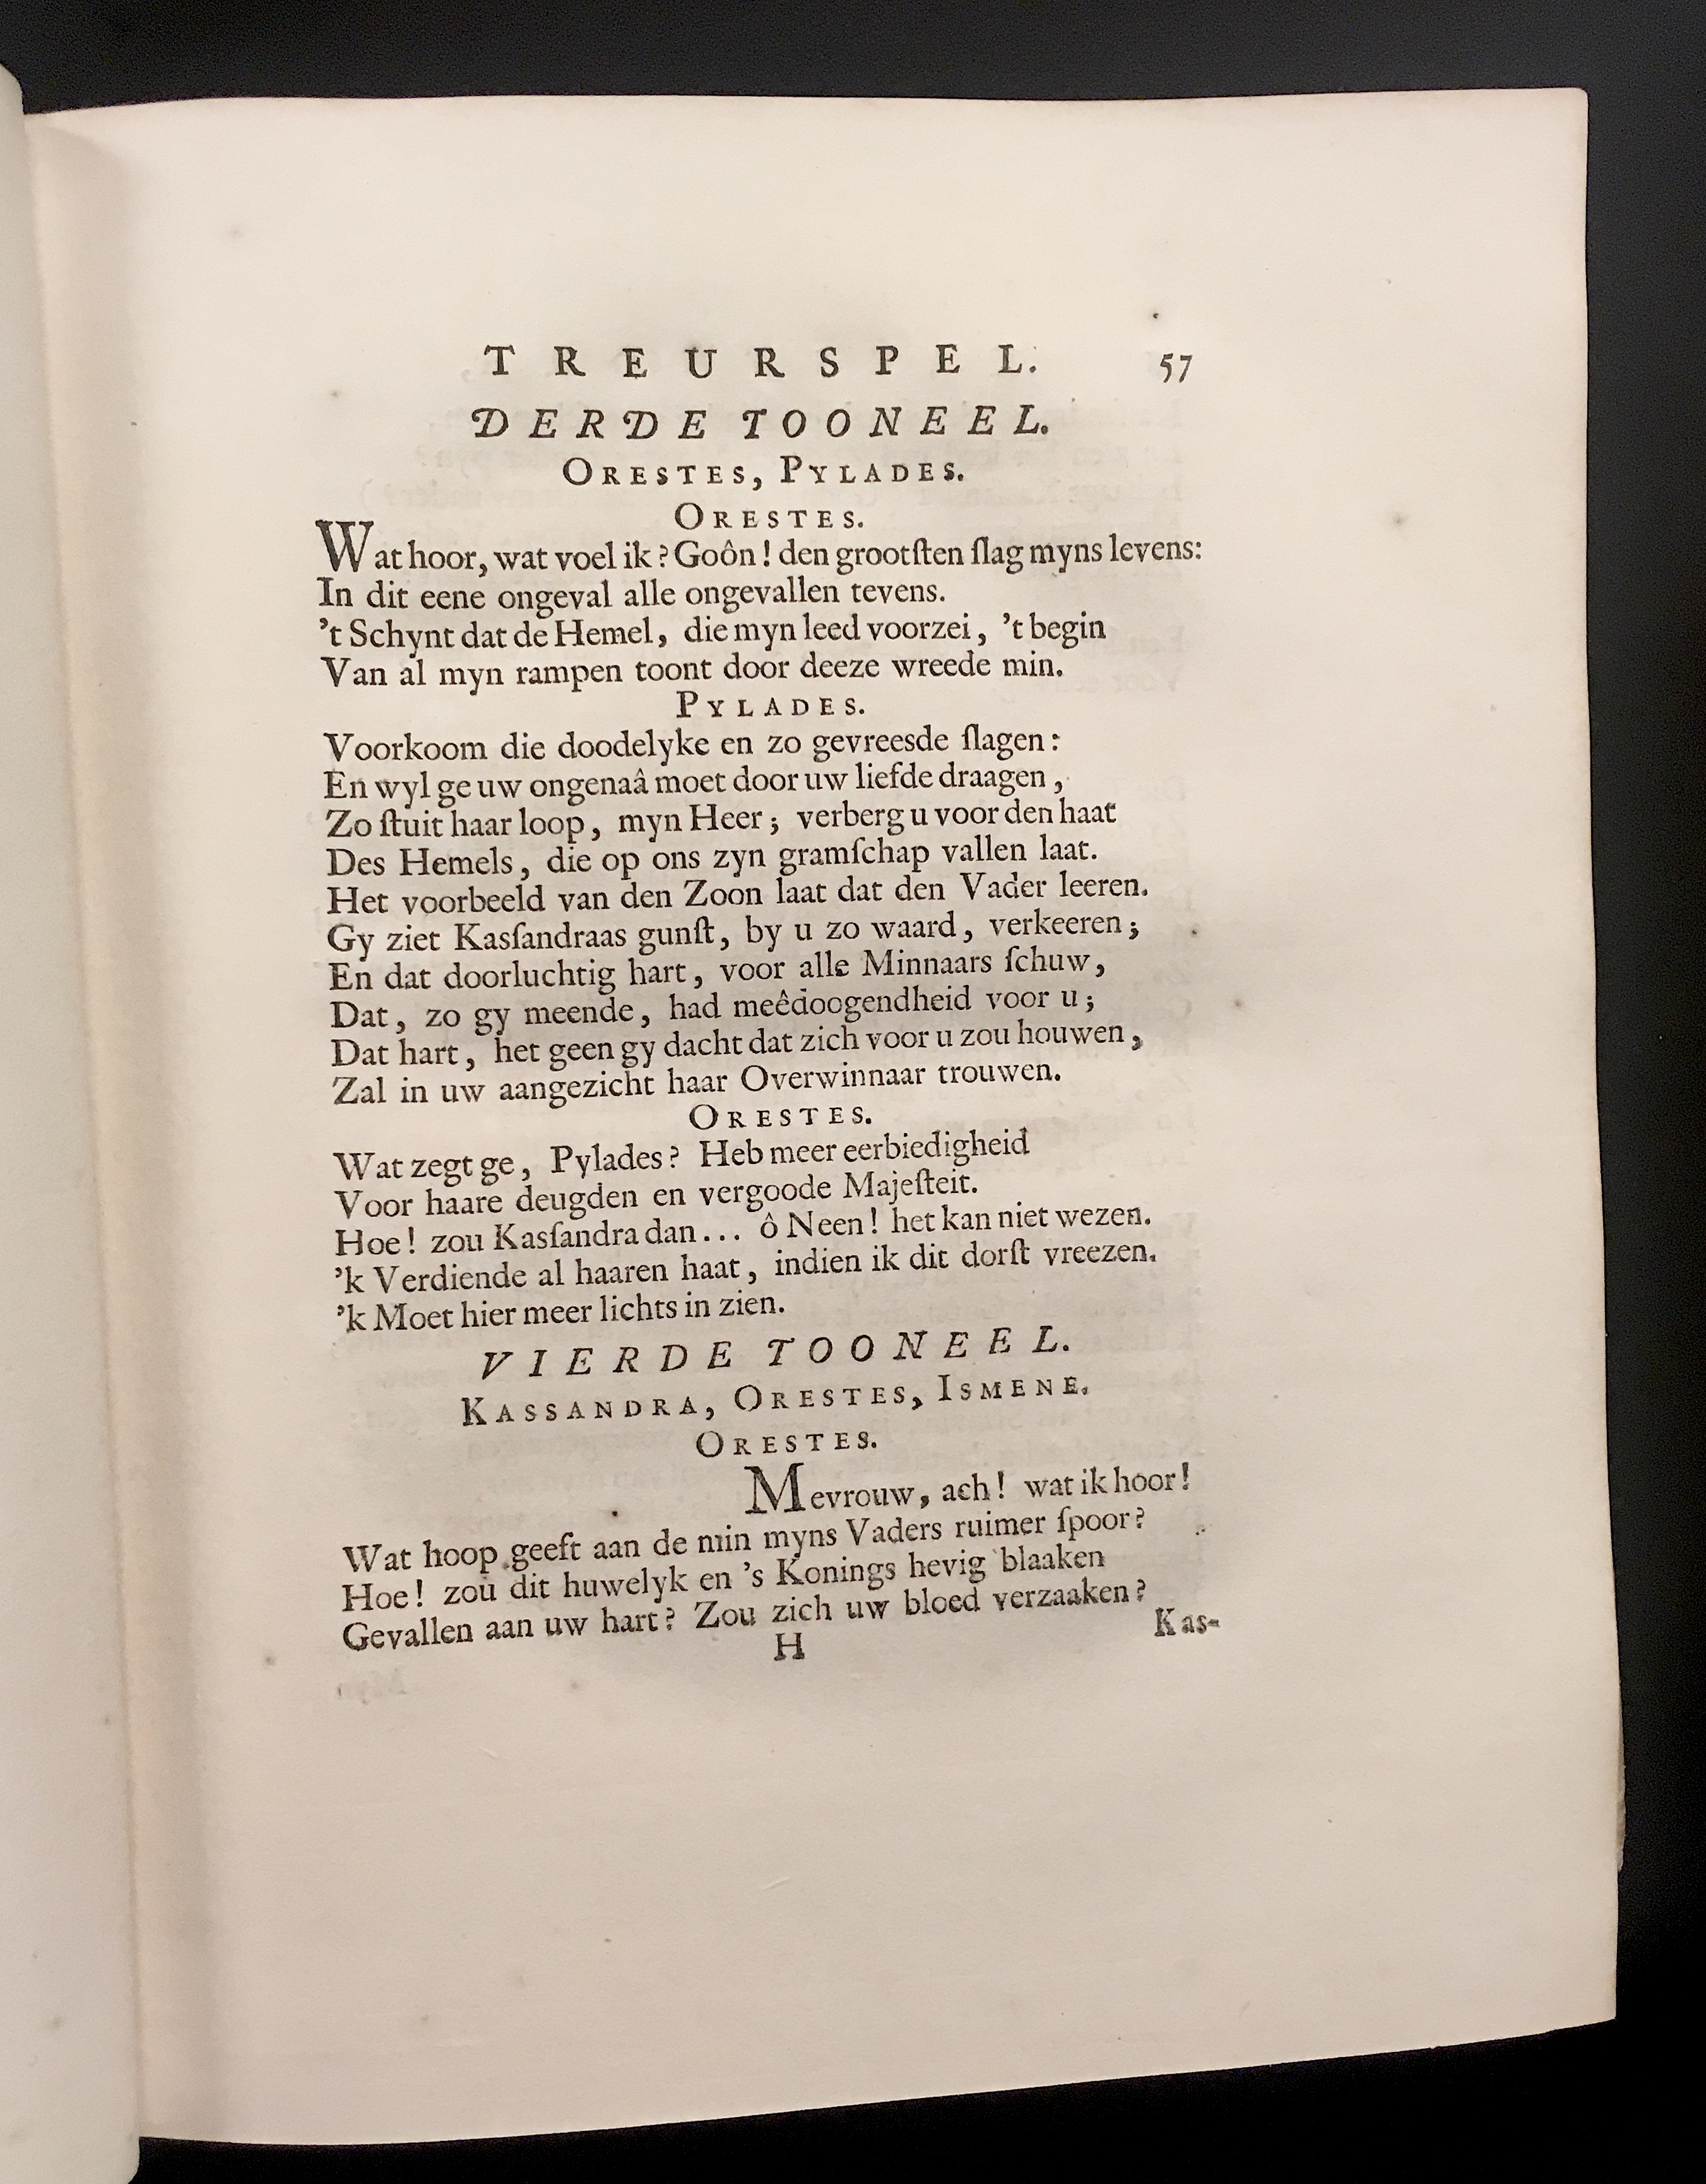 TREURSPEL. 57
DERDE TOONEEL.
ORESTES, PYLADES.
ORESTES.
Wat hoor, wat voel ik? Goôn! den grootſten ſlag myns levens:
In dit eene ongeval alle ongevallen tevens.
't Schynt dat de Hemel, die myn leed voorzei, 't begin
Van al myn rampen toont door deeze wreede min.
PYLADES.
Voorkoom die doodelyke en zo gevreesde ſlagen:
En wyl ge uw ongenaâ moet door uw liefde draagen,
Zo ſtuit haar loop, myn Heer; verberg u voor den haat
Des Hemels, die op ons zyn gramſchap vallen laat.
Het voorbeeld van den Zoon laat dat den Vader leeren.
Gy ziet Kasſandraas gunſt, by u zo waard, verkeeren;
En dat doorluchtig hart, voor alle Minnaars ſchuw,
Dat, zo gy meende, had meêdoogendheid voor u;
Dat hart, het geen gy dacht dat zich voor u zou houwen,
Zal in uw aangezicht haar Overwinnaar trouwen.
ORESTES.
Wat zegt ge, Pylades? Heb meer eerbiedigheid
Voor haare deugden en vergoode Majeſteit.
Hoe! zou Kasſandra dan... ô Neen! het kan niet wezen.
'k Verdiende al haaren haat, indien ik dit dorſt vreezen.
'k Moet hier meer lichts in zien.
VIERDE TOONEEL.
KASSANDRA, ORESTES, ISMENE.
ORESTES.
Mevrouw, ach! wat ik hoor!
Wat hoop geeft aan de min myns Vaders ruimer ſpoor?
Hoe! zou dit huwelyk en 's Konings hevig blaaken
Gevallen aan uw hart? Zou zich uw bloed verzaaken?
H Kas-